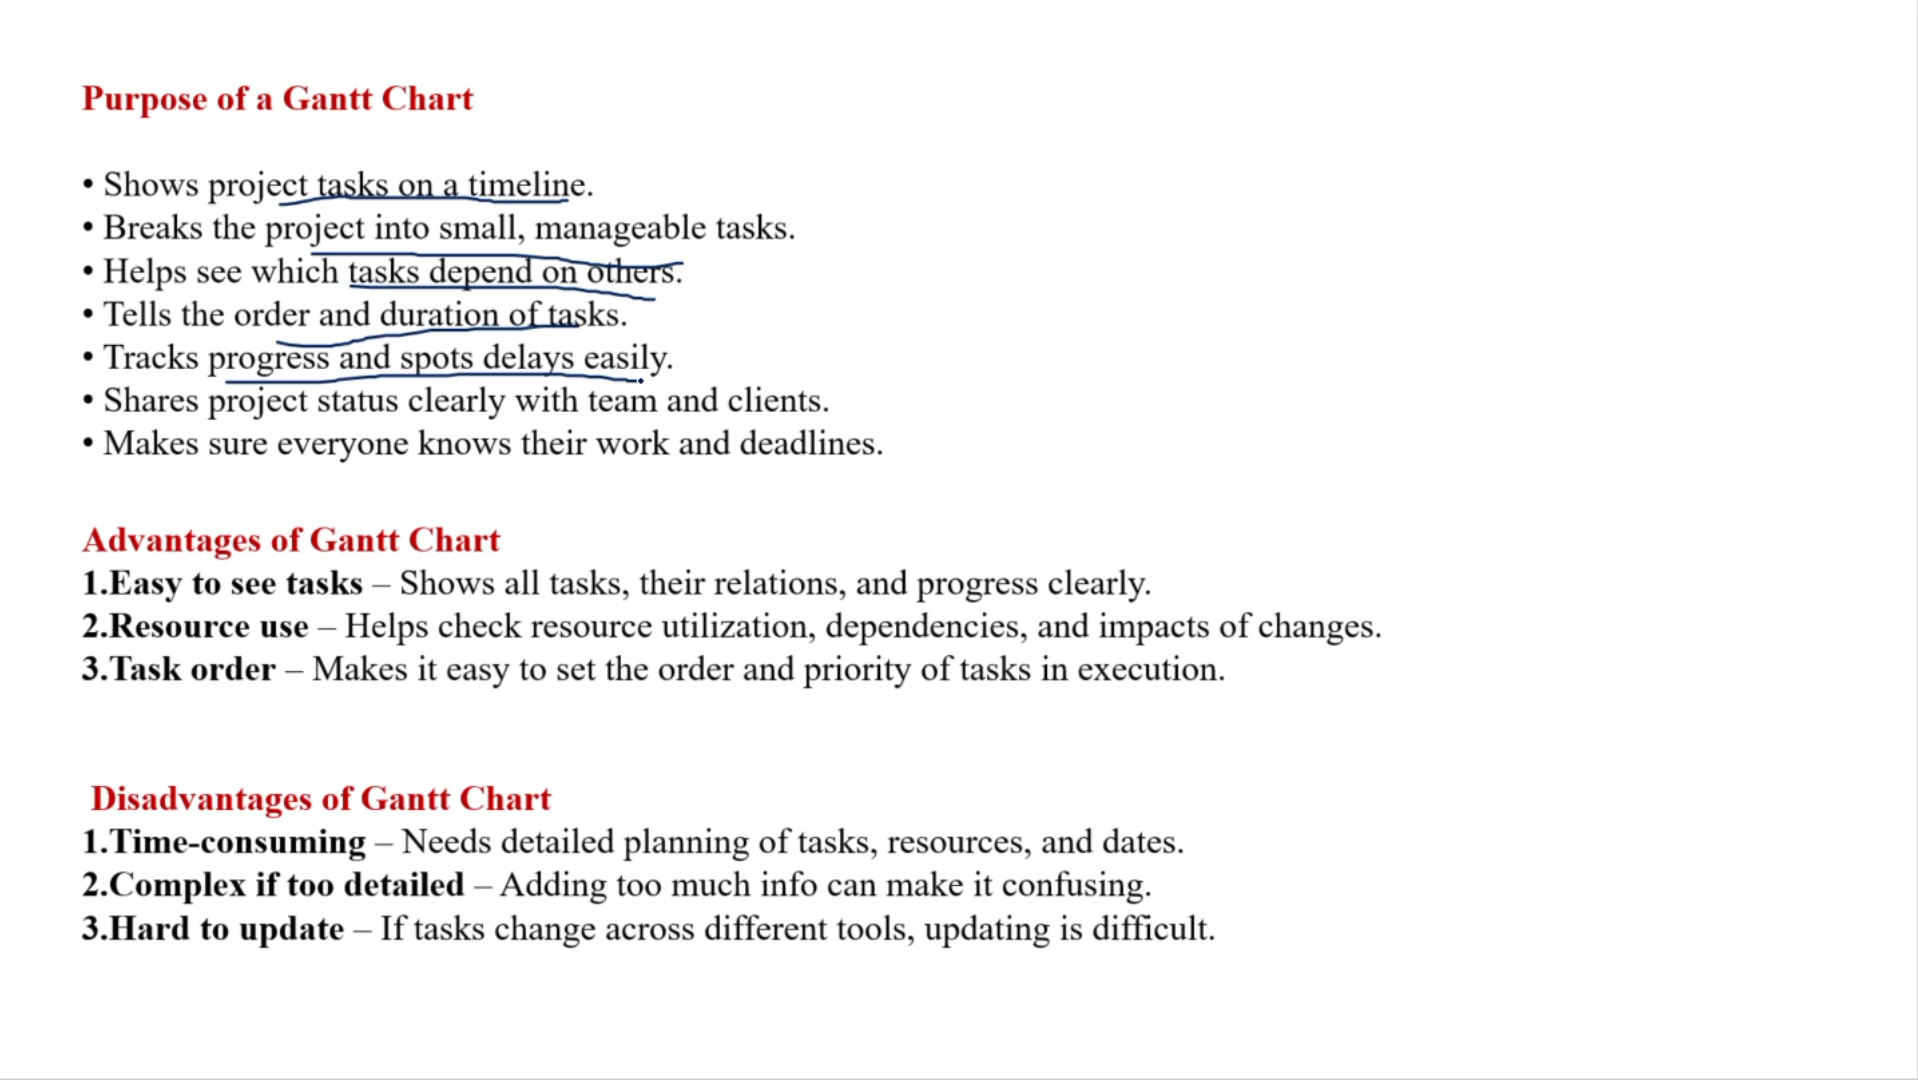 Purpose of a Gantt Chart
• Shows project tasks on a timeline.
• Breaks the project into small, manageable tasks.
• Helps see which tasks depend on others.
• Tells the order and duration of tasks.
• Tracks progress and spots delays easily.
• Shares project status clearly with team and clients.
• Makes sure everyone knows their work and deadlines.
Advantages of Gantt Chart
1.Easy to see tasks – Shows all tasks, their relations, and progress clearly.
2.Resource use – Helps check resource utilization, dependencies, and impacts of changes.
3.Task order – Makes it easy to set the order and priority of tasks in execution.
Disadvantages of Gantt Chart
1.Time-consuming – Needs detailed planning of tasks, resources, and dates.
2.Complex if too detailed – Adding too much info can make it confusing.
3.Hard to update – If tasks change across different tools, updating is difficult.